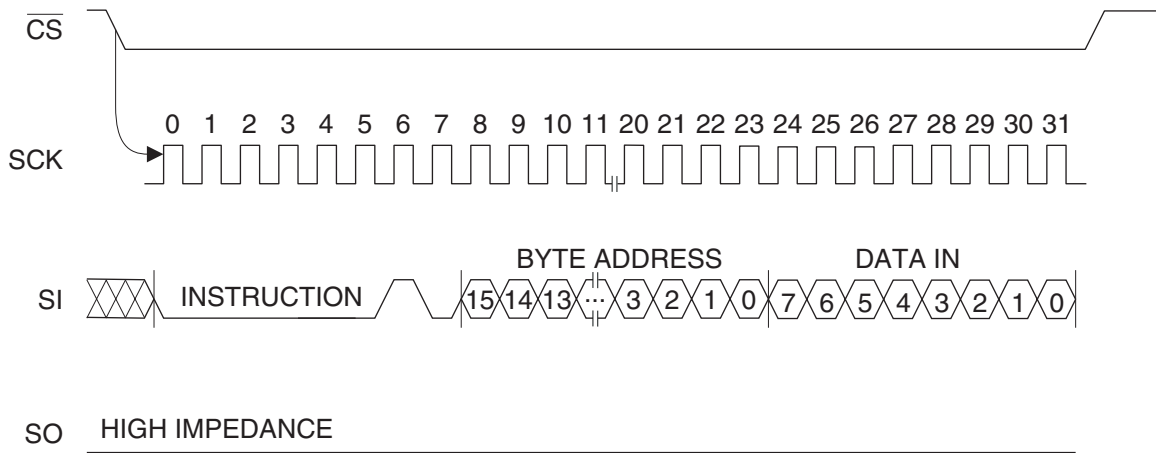 CS
0 1 2 3 4 5 6 7 8 9 10 11 20 21 22 23 24 25 26 27 28 29 30 31
SCK
BYTE ADDRESS DATA IN
SI INSTRUCTION 15 14 13 ... 3 2 1 0 7 6 5 4 3 2 1 0
SO HIGH IMPEDANCE